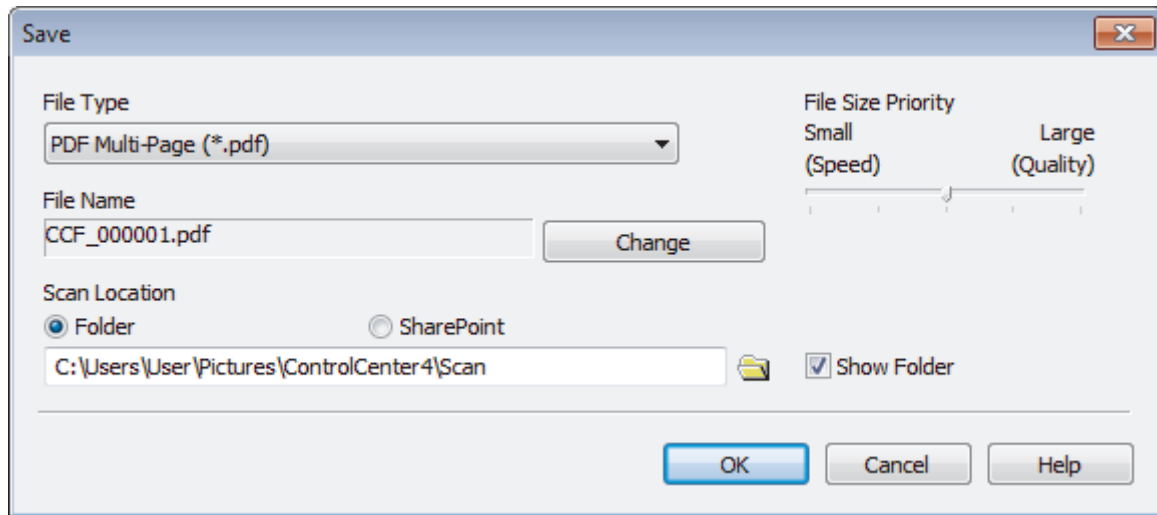 Save
File Type
PDF Multi-Page (*.pdf)
File Name
CCF_000001.pdf
Change
File Size Priority
Small Large
(Speed) (Quality)
Scan Location
Folder SharePoint
C:\Users\User\Pictures\ControlCenter4\Scan
Show Folder
OK Cancel Help